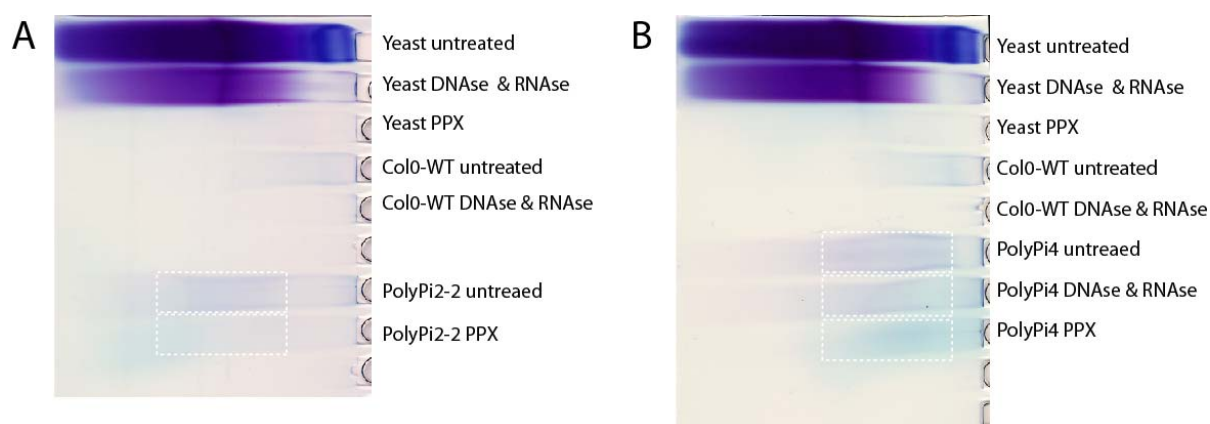 A
Yeast untreated
Yeast DNAse & RNAse
Yeast PPX
Col0-WT untreated
Col0-WT DNAse & RNAse
PolyPi2-2 untreaed
PolyPi2-2 PPX
B
Yeast untreated
Yeast DNAse & RNAse
Yeast PPX
Col0-WT untreated
Col0-WT DNAse & RNAse
PolyPi4 untreaed
PolyPi4 DNAse & RNAse
PolyPi4 PPX